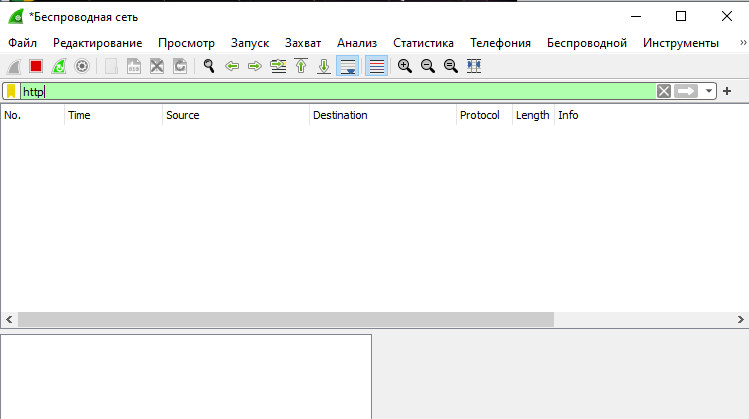 *Беспроводная сеть
Файл Редактирование Просмотр Запуск Захват Анализ Статистика Телефония Беспроводной Инструменты »
http
No. Time Source Destination Protocol Length Info